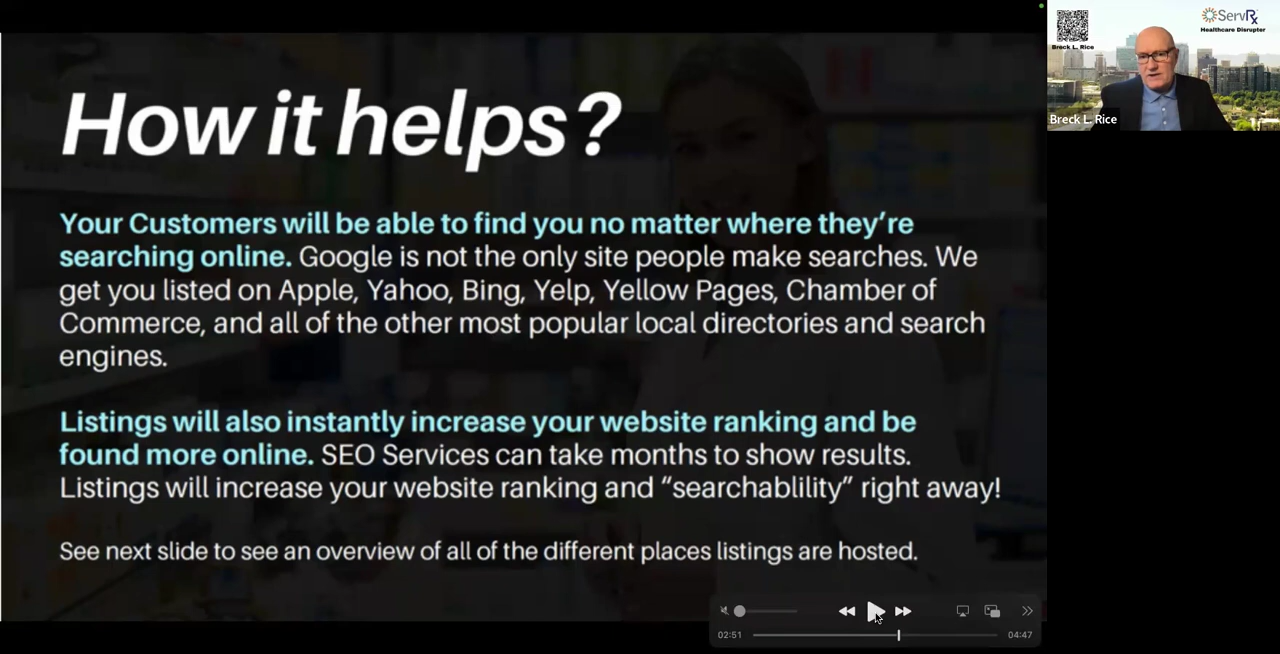 How it helps?
Your Customers will be able to find you no matter where they're
searching online. Google is not the only site people make searches. We
get you listed on Apple, Yahoo, Bing, Yelp, Yellow Pages, Chamber of
Commerce, and all of the other most popular local directories and search
engines.
Listings will also instantly increase your website ranking and be
found more online. SEO Services can take months to show results.
Listings will increase your website ranking and “searchablility” right away!
See next slide to see an overview of all of the different places listings are hosted.
02:51
04:47
ServRx
Healthcare Disruptor
Breck L. Rice
Breck L. Rice